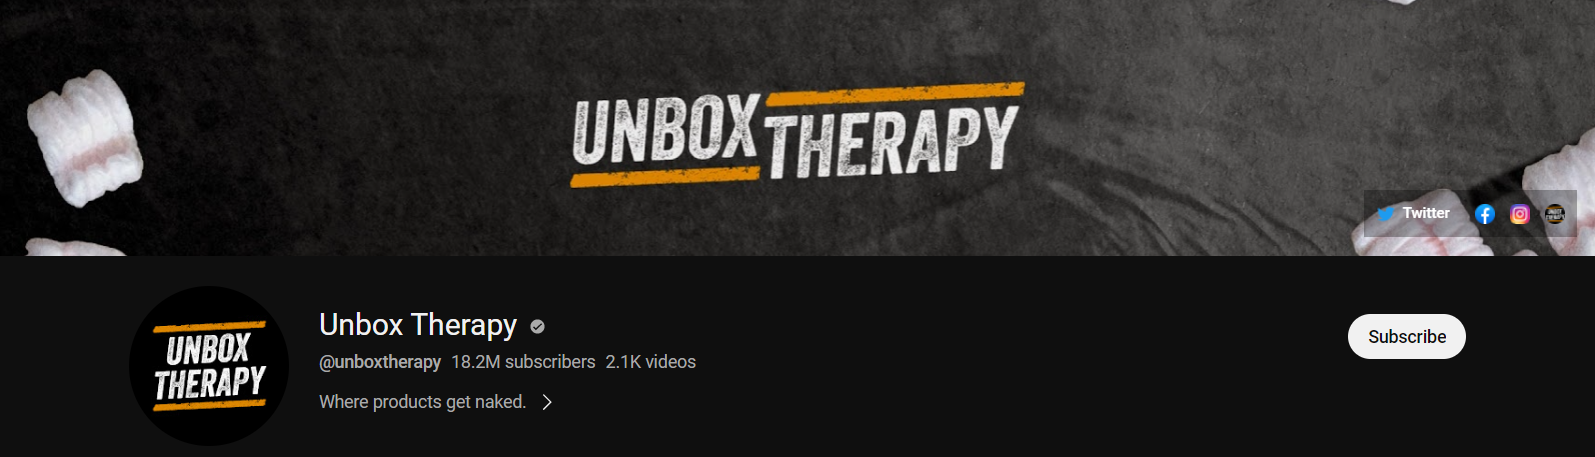 UNBOX THERAPY
Twitter
UNBOX
THERAPY
Unbox Therapy
@unboxtherapy 18.2M subscribers 2.1K videos
Where products get naked.
Subscribe